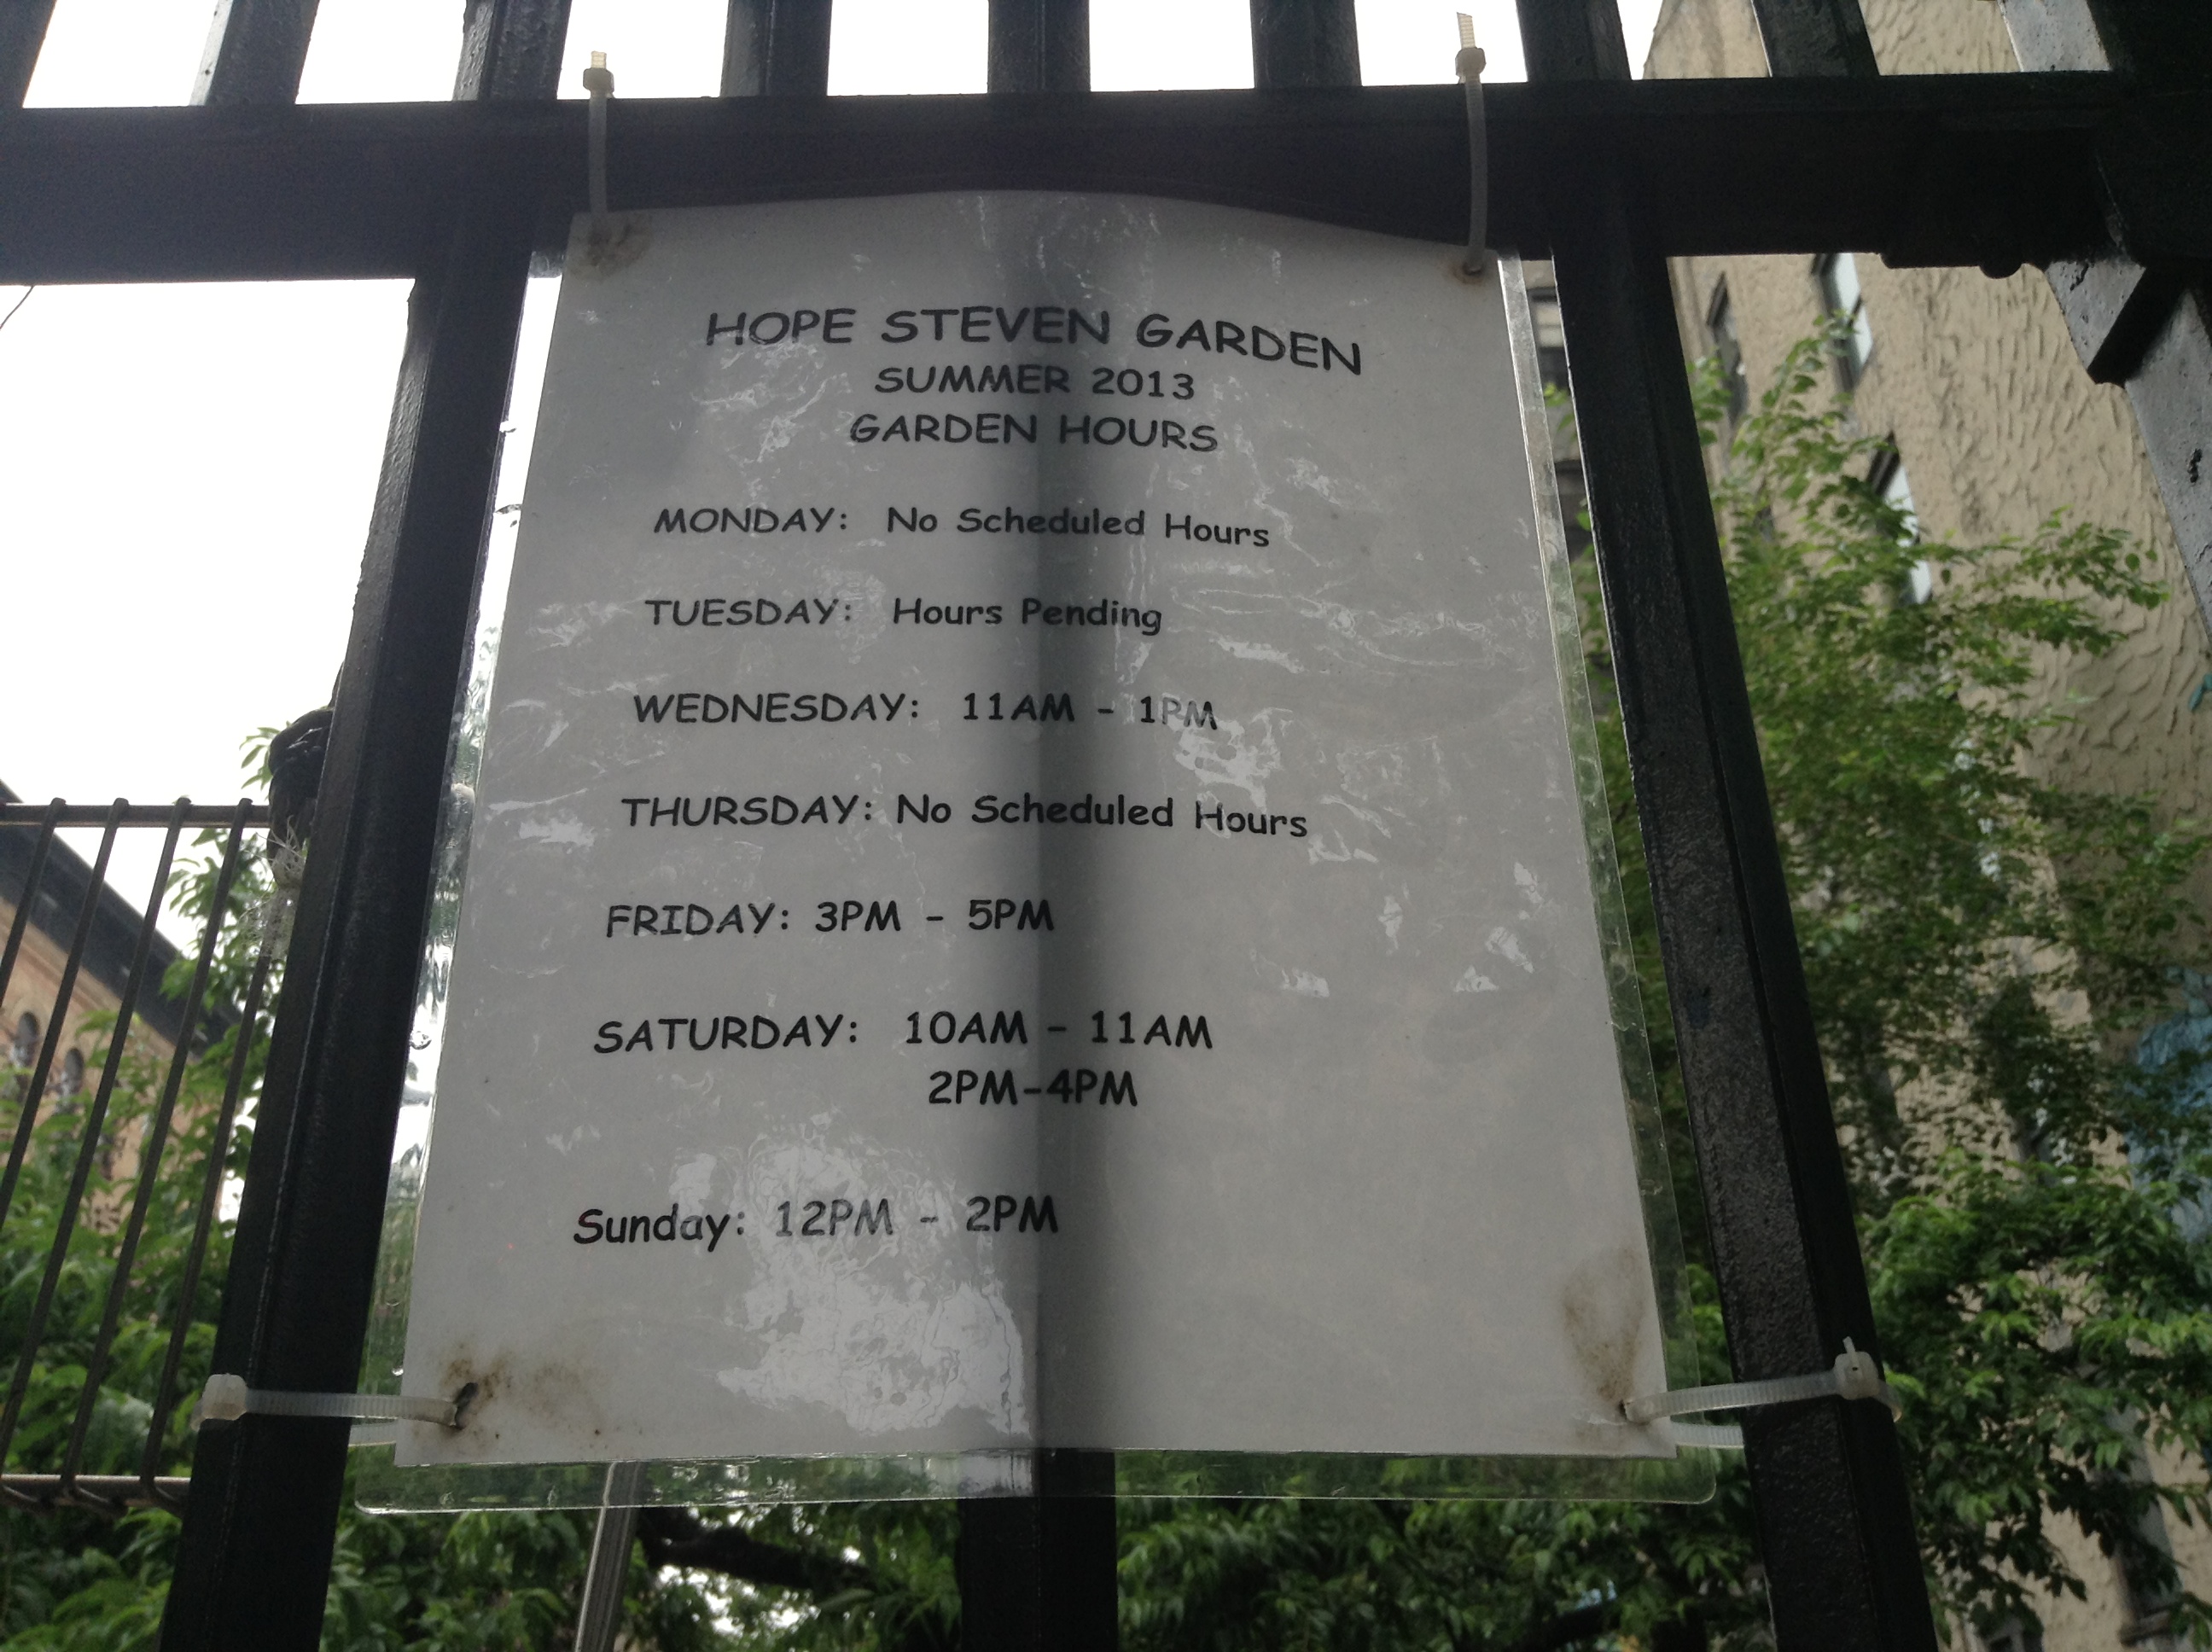 HOPE STEVEN GARDEN
SUMMER 2013
GARDEN HOURS
MONDAY: No Scheduled Hours
TUESDAY: Hours Pending
WEDNESDAY: 11AM - 1PM
THURSDAY: No Scheduled Hours
FRIDAY: 3PM - 5PM
SATURDAY: 10AM - 11AM
2PM-4PM
Sunday: 12PM - 2PM